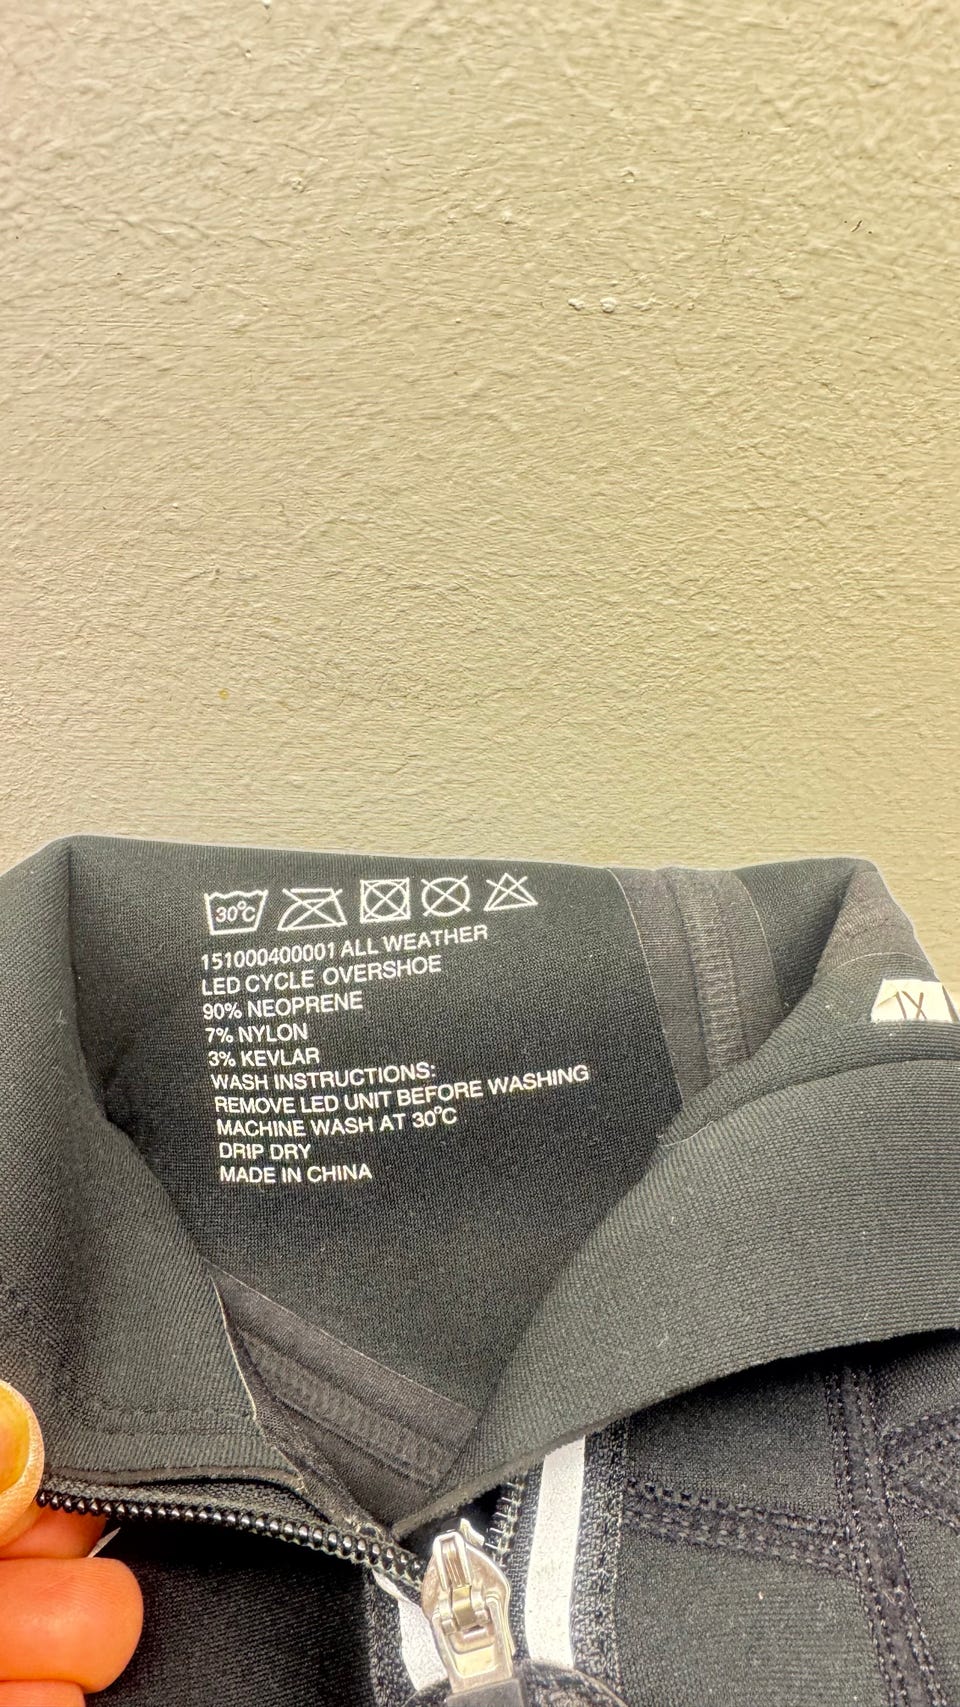 30°C
151000400001 ALL WEATHER
LED CYCLE OVERSHOE
90% NEOPRENE
7% NYLON
3% KEVLAR
WASH INSTRUCTIONS:
REMOVE LED UNIT BEFORE WASHING
MACHINE WASH AT 30°C
DRIP DRY
MADE IN CHINA